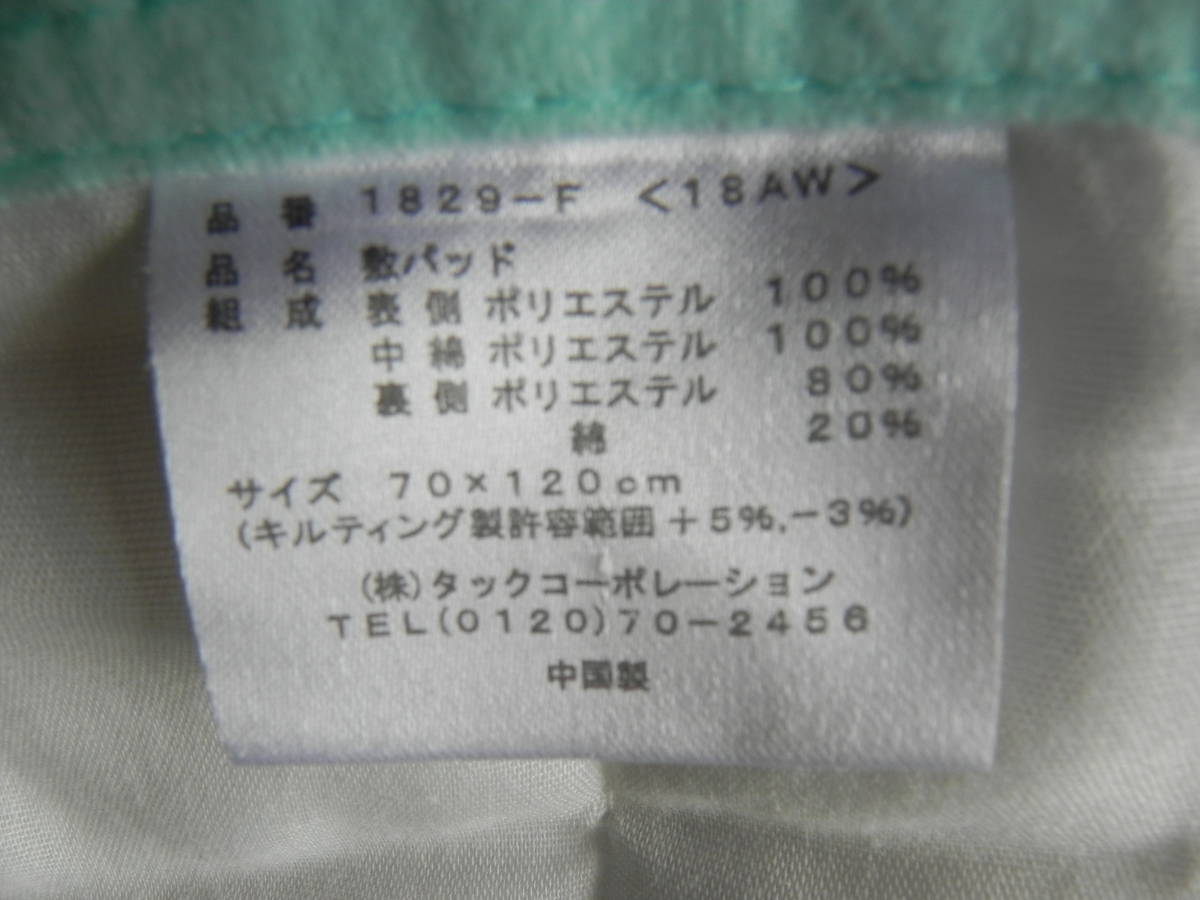 品 番 1829-F <18AW>
品 名 敷パッド
組 成 表 側 ポリエステル 100%
中 綿 ポリエステル 100%
裏 側 ポリエステル 80%
綿 20%
サイズ 70×120cm
(キルティング製許容範囲+5%,-3%)
(株)タックコーポレーション
TEL(0120)70-2456
中国製